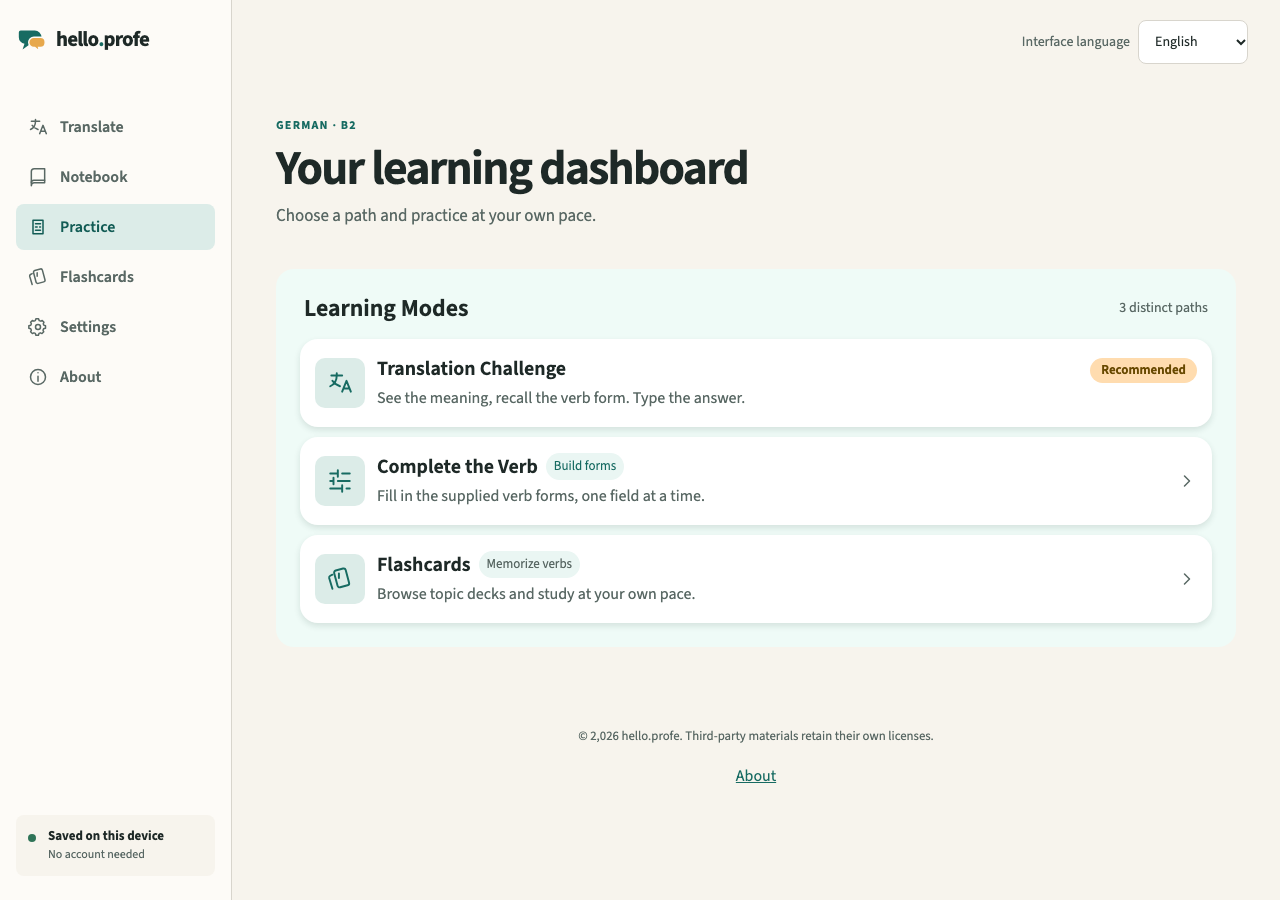 hello.profe
Interface language
English
Translate
Notebook
Practice
Flashcards
Settings
About
GERMAN · B2
Your learning dashboard
Choose a path and practice at your own pace.
Learning Modes
3 distinct paths
Translation Challenge
Recommended
See the meaning, recall the verb form. Type the answer.
Complete the Verb
Build forms
Fill in the supplied verb forms, one field at a time.
Flashcards
Memorize verbs
Browse topic decks and study at your own pace.
© 2,026 hello.profe. Third-party materials retain their own licenses.
About
Saved on this device
No account needed